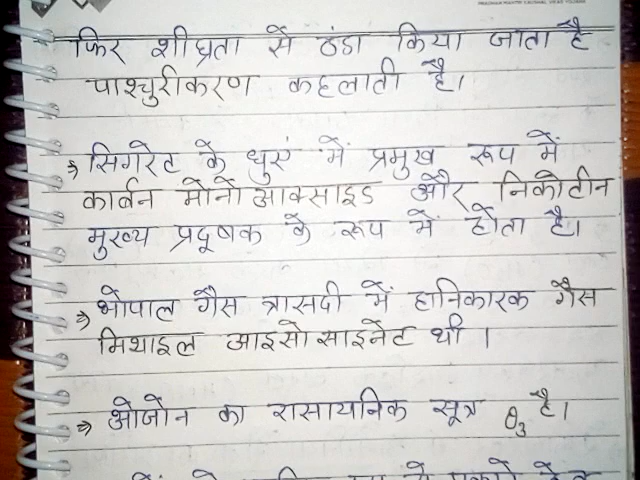 फिर शीघ्रता से ठंडा किया जाता है
पाश्चुरीकरण कहलाती है।
⇒ सिगरेट के धुएं में प्रमुख रूप में
कार्बन मोनोआक्साइड और निकोटीन
मुख्य प्रदूषक के रूप में होता है।
⇒ भोपाल गैस त्रासदी में हानिकारक गैस
मिथाइल आइसोसाइनेट थी।
⇒ ओजोन का रासायनिक सूत्र O₃ है।